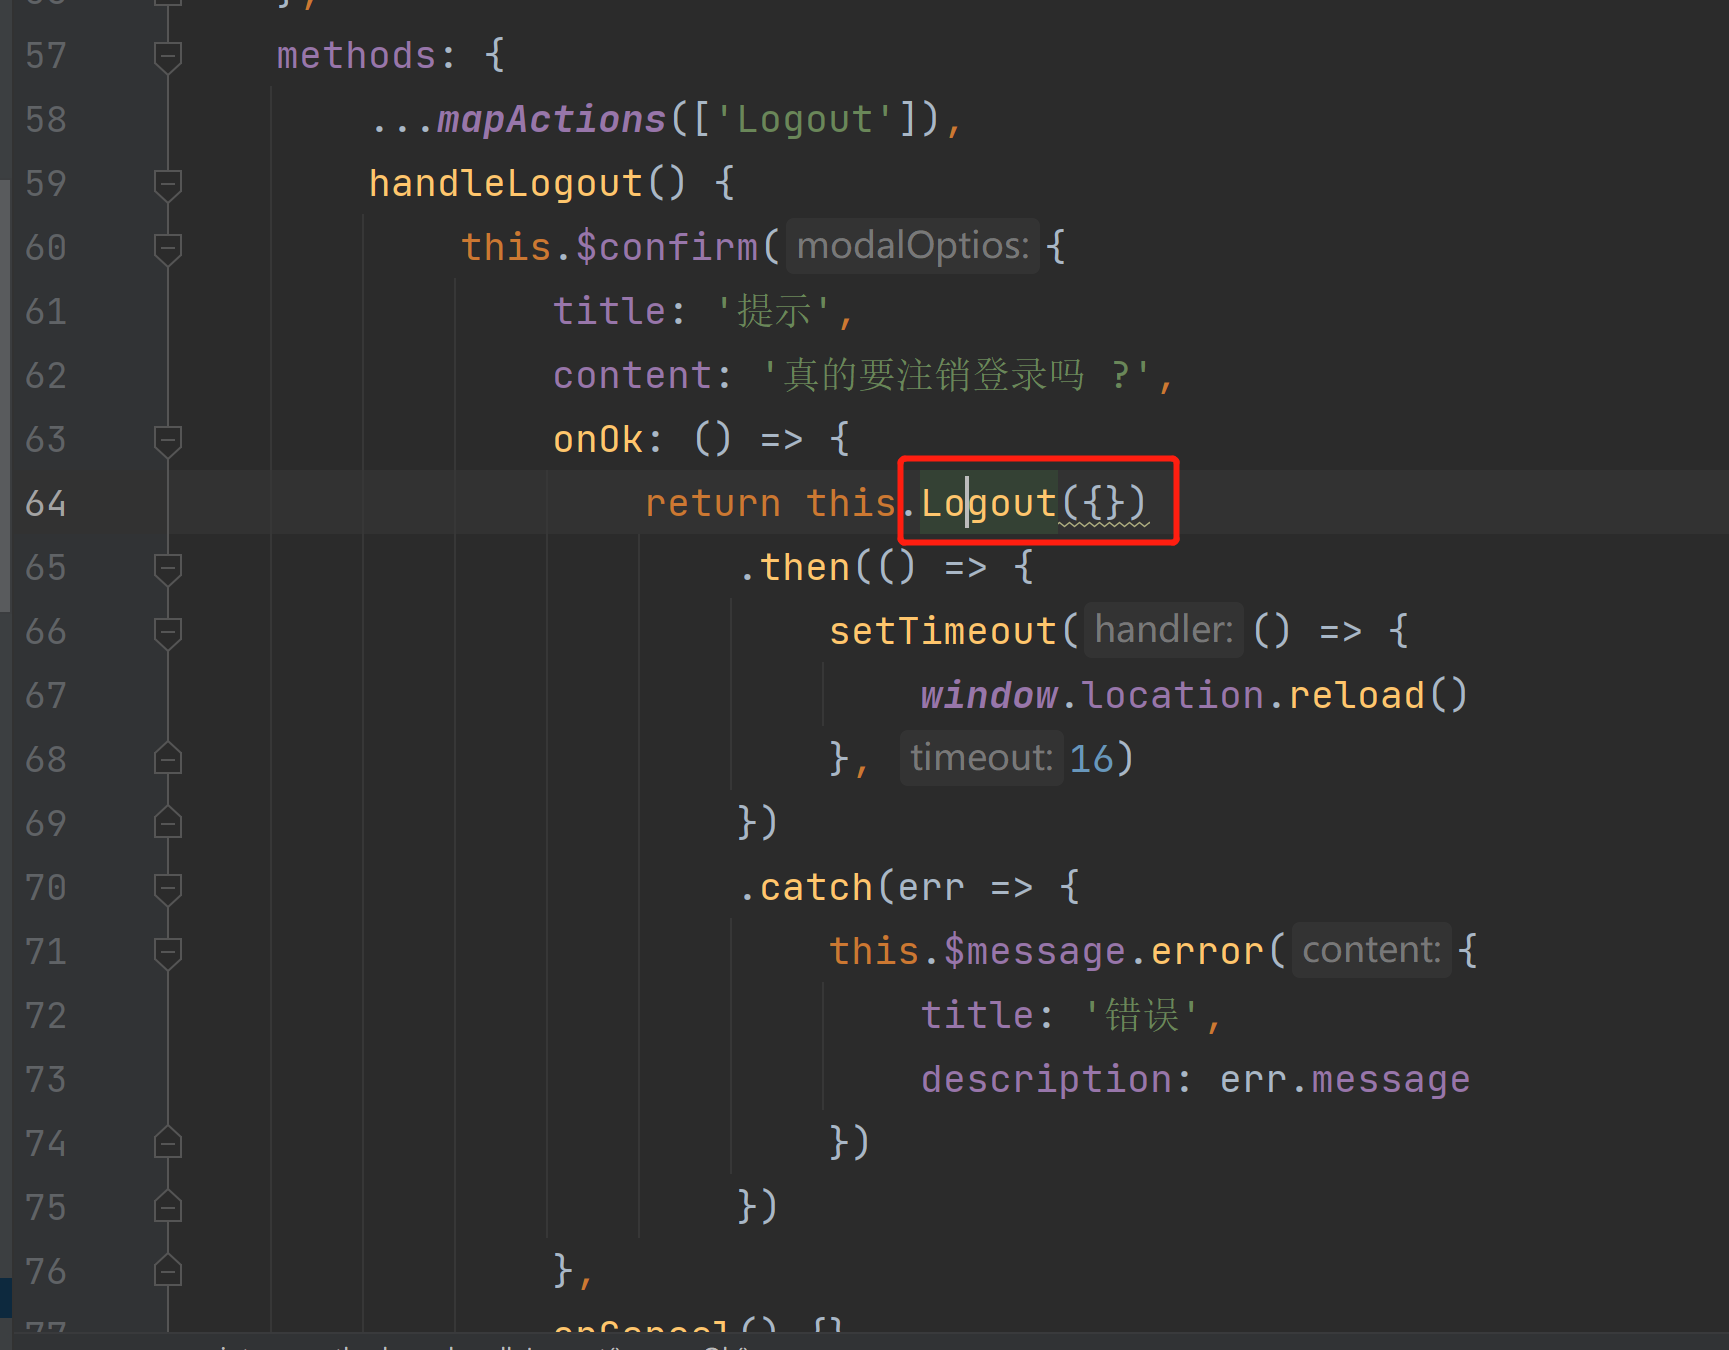 57 methods: {
58 ...mapActions(['Logout']),
59 handleLogout() {
60 this.$confirm( modalOptios: {
61 title: '提示',
62 content: '真的要注销登录吗 ?',
63 onOk: () => {
64 return this.Logout({})
65 .then(() => {
66 setTimeout( handler: () => {
67 window.location.reload()
68 }, timeout: 16)
69 })
70 .catch(err => {
71 this.$message.error( content: {
72 title: '错误',
73 description: err.message
74 })
75 })
76 },
77 onCancel() {}